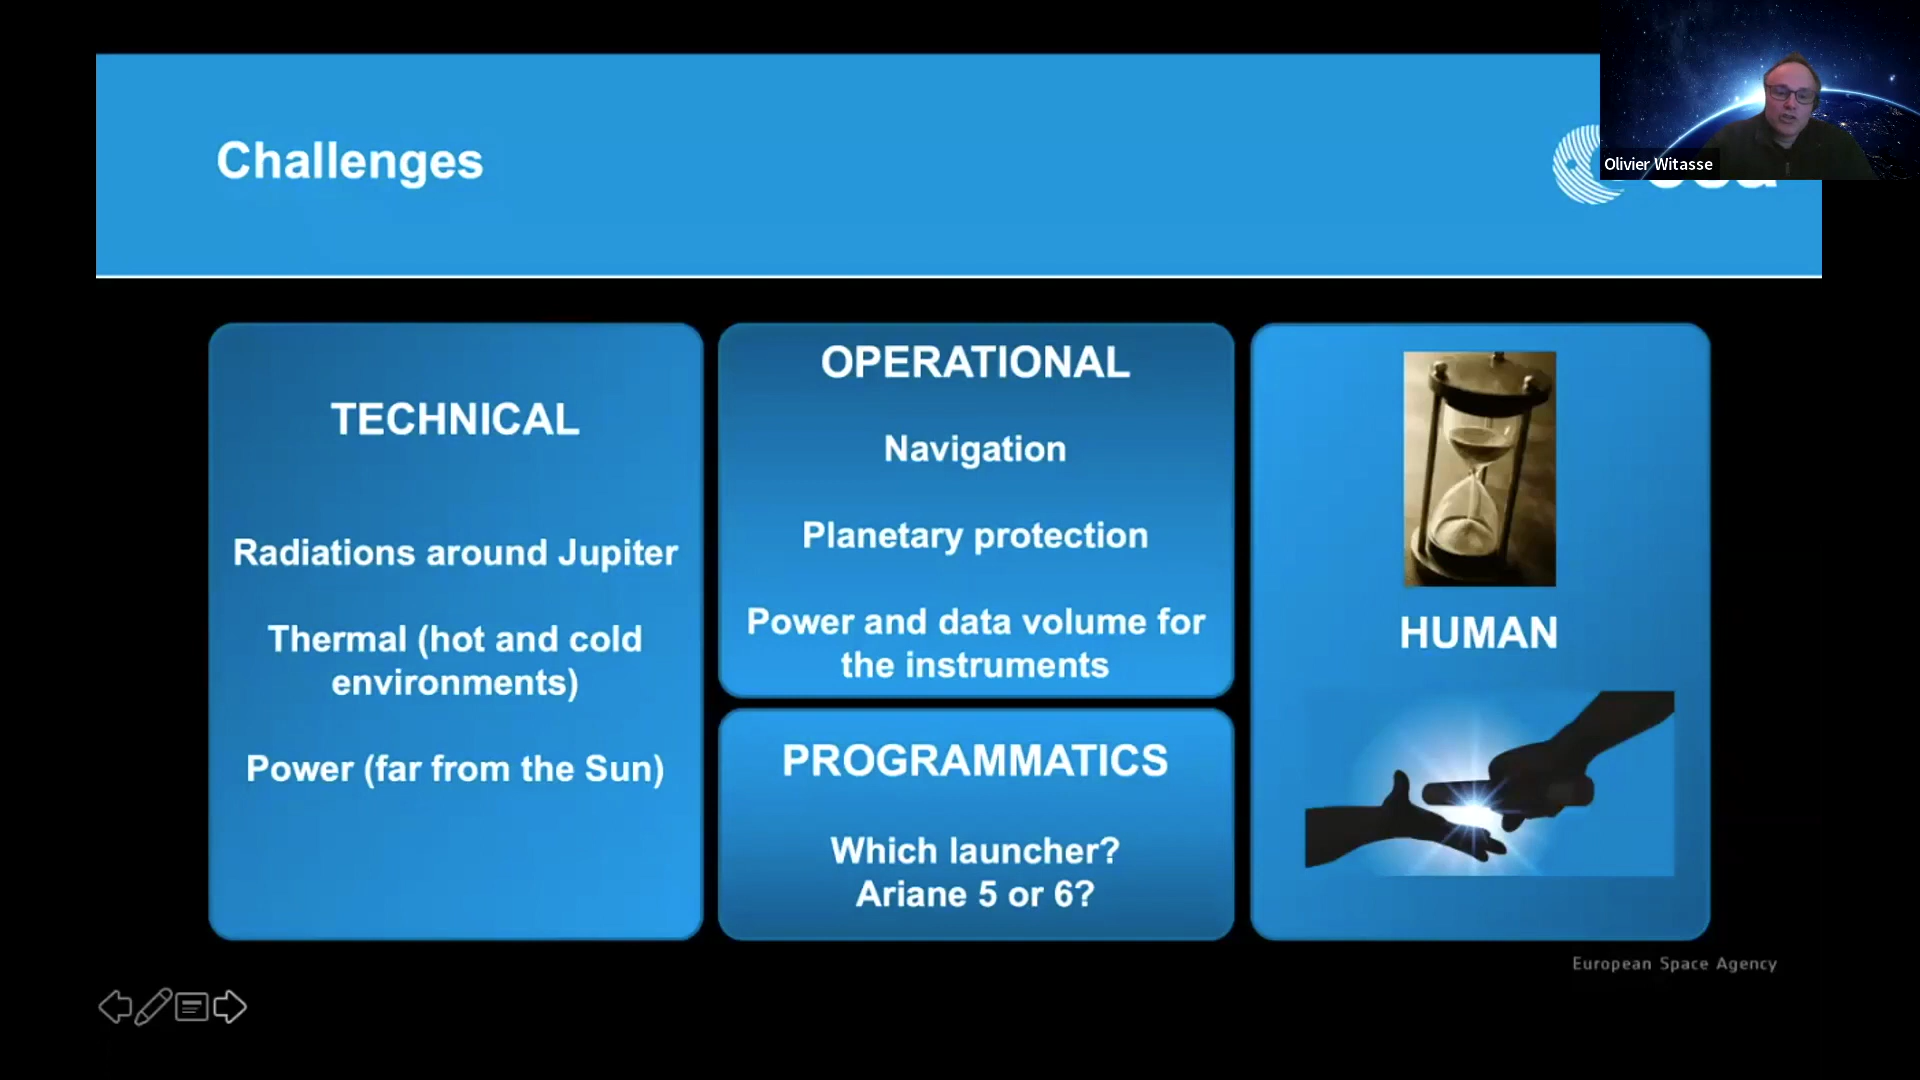 Challenges
Olivier Witasse
TECHNICAL
Radiations around Jupiter
Thermal (hot and cold
environments)
Power (far from the Sun)
OPERATIONAL
Navigation
Planetary protection
Power and data volume for
the instruments
PROGRAMMATICS
Which launcher?
Ariane 5 or 6?
HUMAN
European Space Agency